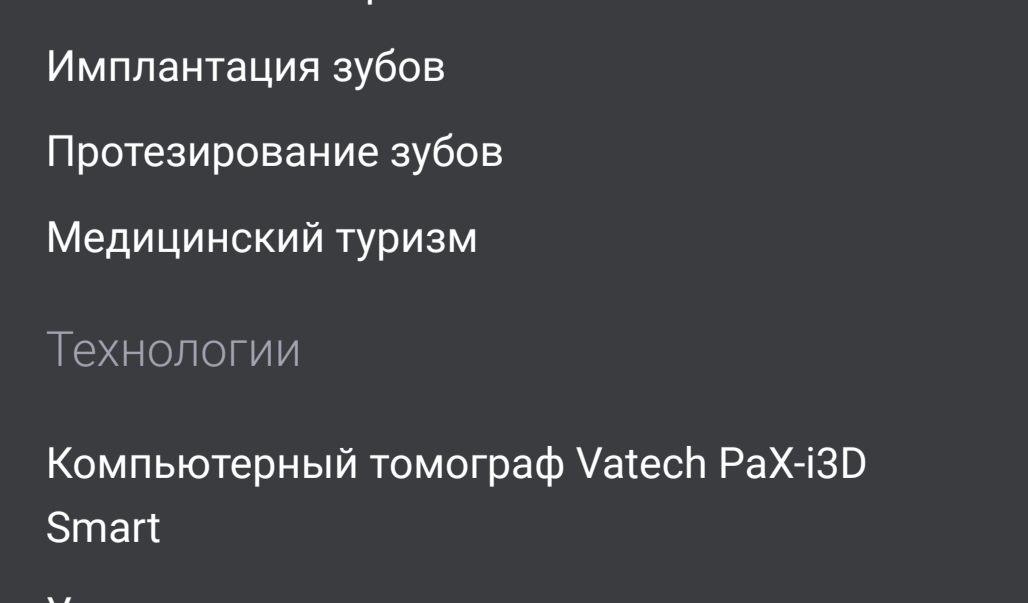 Имплантация зубов
Протезирование зубов
Медицинский туризм
Технологии
Компьютерный томограф Vatech PaX-i3D
Smart